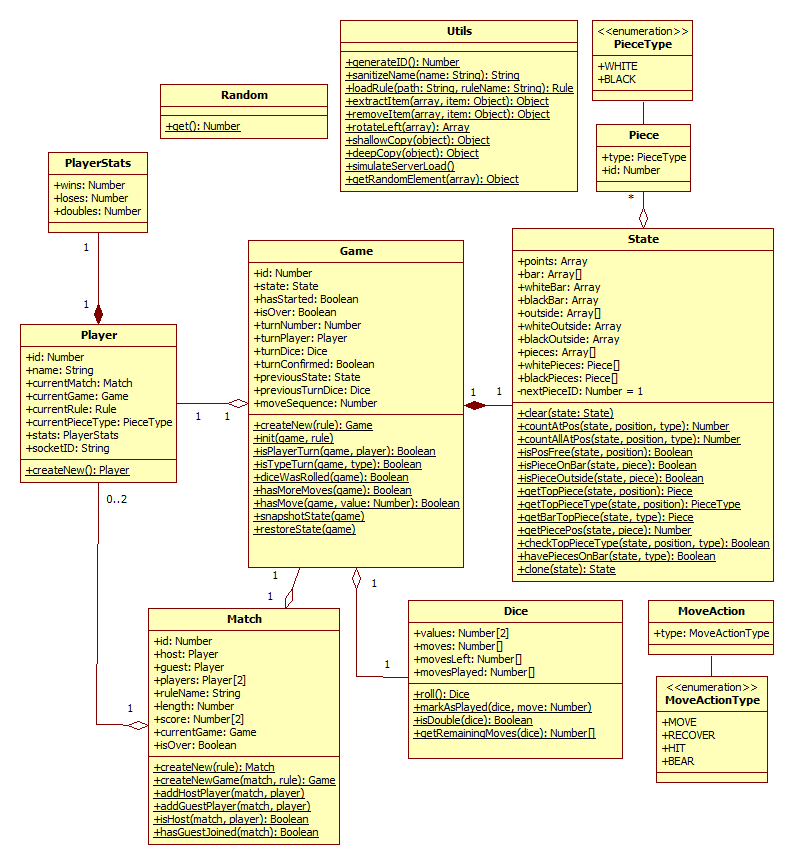 Utils
+generateID(): Number
+sanitizeName(name: String): String
+loadRule(path: String, ruleName: String): Rule
+extractItem(array, item: Object): Object
+removeItem(array, item: Object): Object
+rotateLeft(array): Array
+shallowCopy(object): Object
+deepCopy(object): Object
+simulateServerLoad()
+getRandomElement(array): Object
<<enumeration>>
PieceType
+WHITE
+BLACK
Random
+get(): Number
Piece
+type: PieceType
+id: Number
*
PlayerStats
+wins: Number
+loses: Number
+doubles: Number
1
1
Player
+id: Number
+name: String
+currentMatch: Match
+currentGame: Game
+currentRule: Rule
+currentPieceType: PieceType
+stats: PlayerStats
+socketID: String
+createNew(): Player
0..2
1
1
Game
+id: Number
+state: State
+hasStarted: Boolean
+isOver: Boolean
+turnNumber: Number
+turnPlayer: Player
+turnDice: Dice
+turnConfirmed: Boolean
+previousState: State
+previousTurnDice: Dice
+moveSequence: Number
+createNew(rule): Game
+init(game, rule)
+isPlayerTurn(game, player): Boolean
+isTypeTurn(game, type): Boolean
+diceWasRolled(game): Boolean
+hasMoreMoves(game): Boolean
+hasMove(game, value: Number): Boolean
+snapshotState(game)
+restoreState(game)
1
1
State
+points: Array
+bar: Array[]
+whiteBar: Array
+blackBar: Array
+outside: Array[]
+whiteOutside: Array
+blackOutside: Array
+pieces: Array[]
+whitePieces: Piece[]
+blackPieces: Piece[]
-nextPieceID: Number = 1
+clear(state: State)
+countAtPos(state, position, type): Number
+countAllAtPos(state, position, type): Number
+isPosFree(state, position): Boolean
+isPieceOnBar(state, piece): Boolean
+isPieceOutside(state, piece): Boolean
+getTopPiece(state, position): Piece
+getTopPieceType(state, position): PieceType
+getBarTopPiece(state, type): Piece
+getPiecePos(state, piece): Number
+checkTopPieceType(state, position, type): Boolean
+havePiecesOnBar(state, type): Boolean
+clone(state): State
1
1
1
1
1
Match
+id: Number
+host: Player
+guest: Player
+players: Player[2]
+ruleName: String
+length: Number
+score: Number[2]
+currentGame: Game
+isOver: Boolean
+createNew(rule): Match
+createNewGame(match, rule): Game
+addHostPlayer(match, player)
+addGuestPlayer(match, player)
+isHost(match, player): Boolean
+hasGuestJoined(match): Boolean
Dice
+values: Number[2]
+moves: Number[]
+movesLeft: Number[]
+movesPlayed: Number[]
+roll(): Dice
+markAsPlayed(dice, move: Number)
+isDouble(dice): Boolean
+getRemainingMoves(dice): Number[]
MoveAction
+type: MoveActionType
<<enumeration>>
MoveActionType
+MOVE
+RECOVER
+HIT
+BEAR